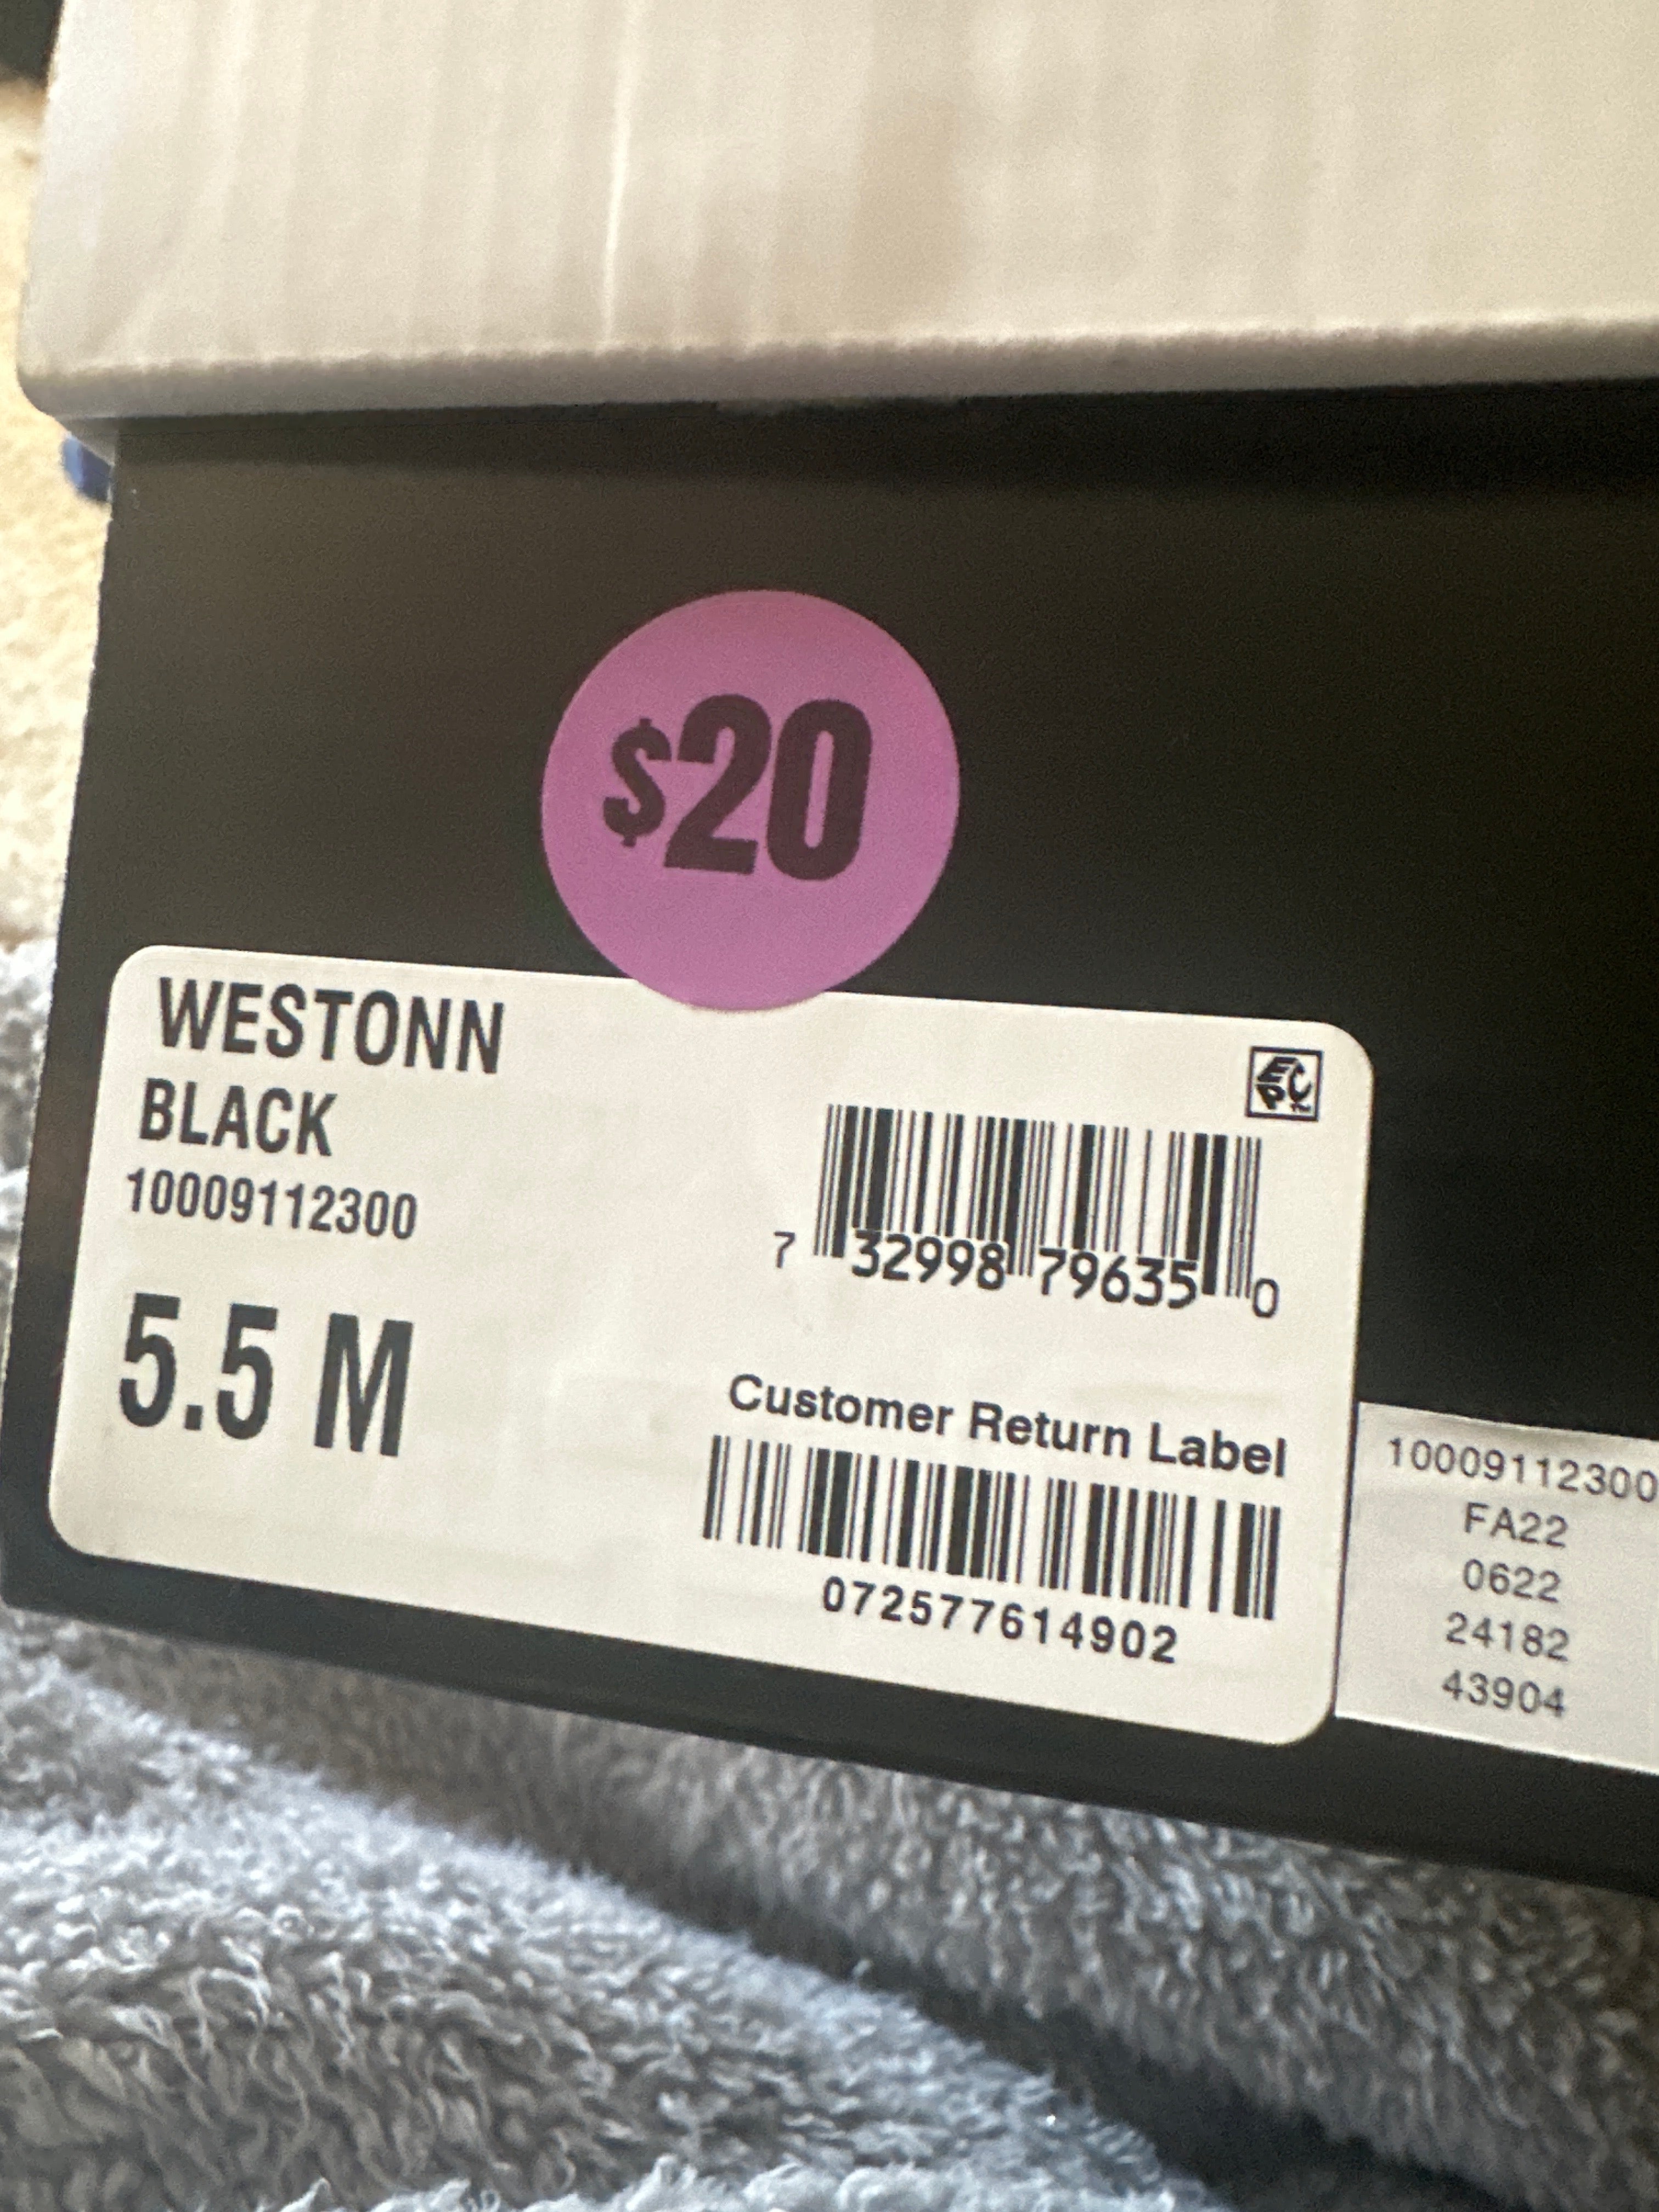 $20
WESTONN
BLACK
10009112300
5.5 M
7 32998 79635 0
Customer Return Label
072577614902
10009112300
FA22
0622
24182
43904